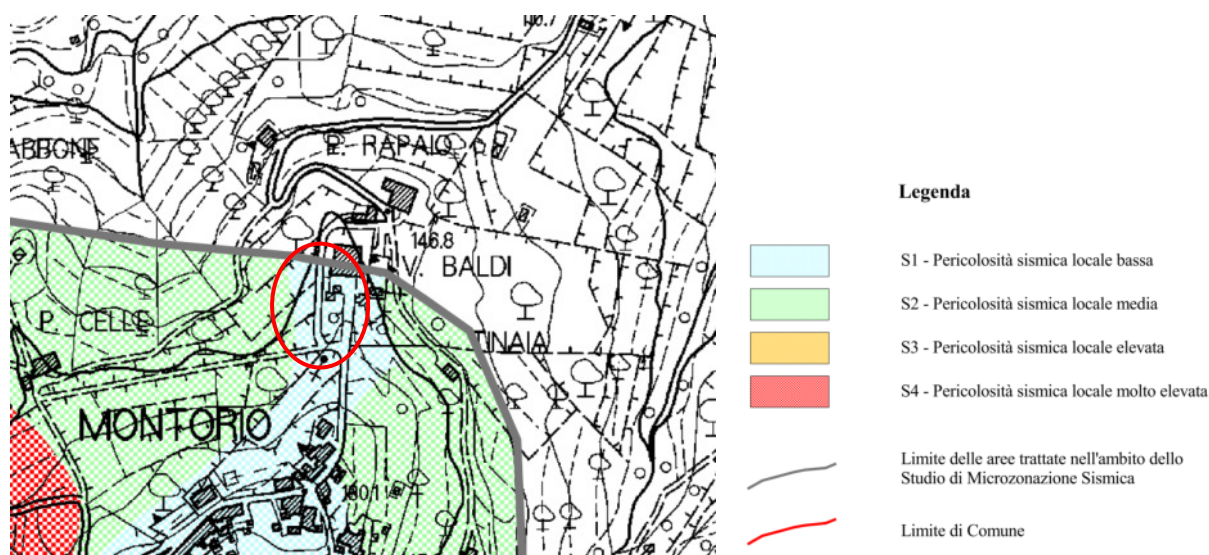 P. RAPAIO
146.8
V. BALDI
P. CELLE
TINAIA
MONTORIO
Legenda
S1 - Pericolosità sismica locale bassa
S2 - Pericolosità sismica locale media
S3 - Pericolosità sismica locale elevata
S4 - Pericolosità sismica locale molto elevata
Limite delle aree trattate nell'ambito dello
Studio di Microzonazione Sismica
Limite di Comune